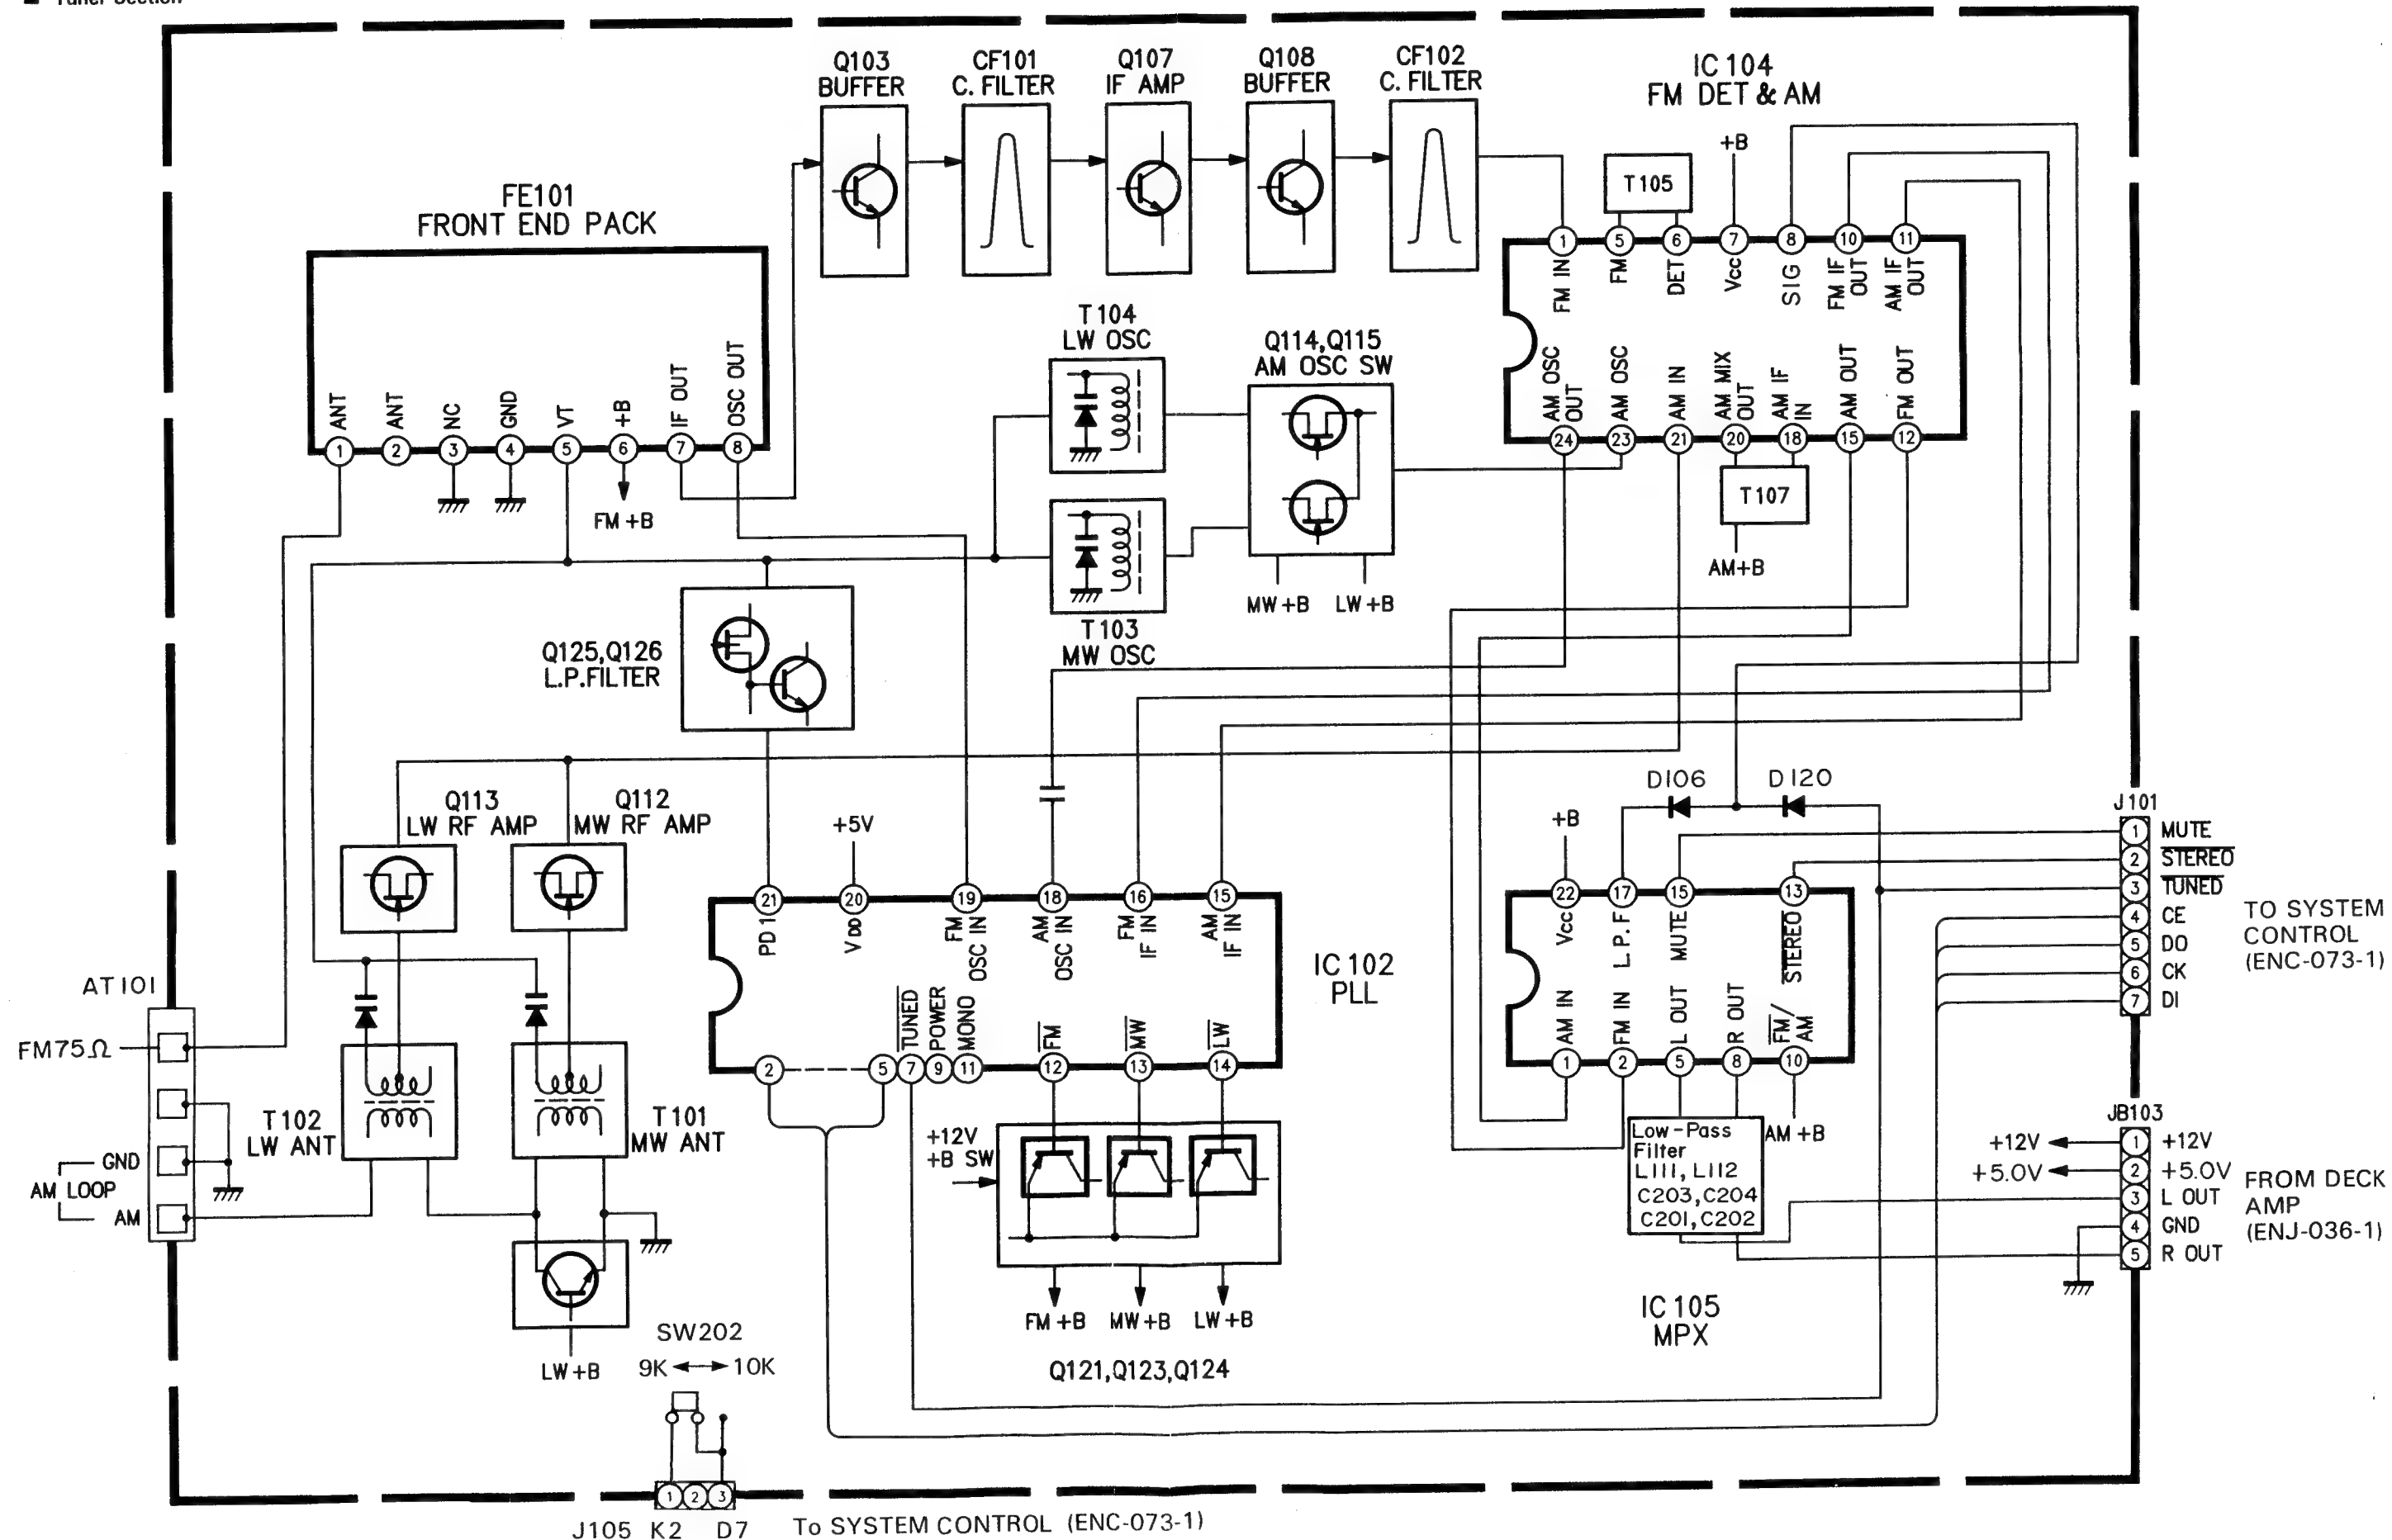 ■ Tuner Section
Q103
BUFFER
CF101
C. FILTER
Q107
IF AMP
Q108
BUFFER
CF102
C. FILTER
IC 104
FM DET & AM
+B
T105
FE101
FRONT END PACK
1 5 6 7 8 10 11
FM IN
FM
DET
Vcc
SIG
FM IF
OUT
AM IF
OUT
T104
LW OSC
Q114,Q115
AM OSC SW
AM OSC
OUT
AM OSC
AM IN
AM MIX
OUT
AM IF
IN
AM OUT
FM OUT
24 23 21 20 18 15 12
ANT
ANT
NC
GND
VT
+B
IF OUT
OSC OUT
1 2 3 4 5 6 7 8
FM +B
T107
AM+B
MW +B
LW +B
T103
MW OSC
Q125,Q126
L.P.FILTER
D106
D120
Q113
LW RF AMP
Q112
MW RF AMP
+5V
+B
J101
1 MUTE
2 STEREO
3 TUNED
4 CE
5 DO
6 CK
7 DI
TO SYSTEM
CONTROL
(ENC-073-1)
21 20 19 18 16 15
PD1
VDD
FM
OSC IN
AM
OSC IN
FM
IF IN
AM
IF IN
IC 102
PLL
TUNED
POWER
MONO
FM
MW
LW
2 5 7 9 11 12 13 14
22 17 15 13
Vcc
L.P.F
MUTE
STEREO
AM IN
FM IN
L OUT
R OUT
FM/
AM
1 2 5 8 10
AT101
FM75Ω
GND
AM LOOP
AM
T102
LW ANT
T101
MW ANT
+12V
+B SW
Low-Pass
Filter
L111, L112
C203,C204
C201,C202
AM +B
JB103
+12V 1 +12V
+5.0V 2 +5.0V
3 L OUT
4 GND
5 R OUT
FROM DECK
AMP
(ENJ-036-1)
FM +B
MW +B
LW +B
Q121,Q123,Q124
IC 105
MPX
LW +B
SW202
9K 10K
1 2 3
J105 K2 D7
To SYSTEM CONTROL (ENC-073-1)